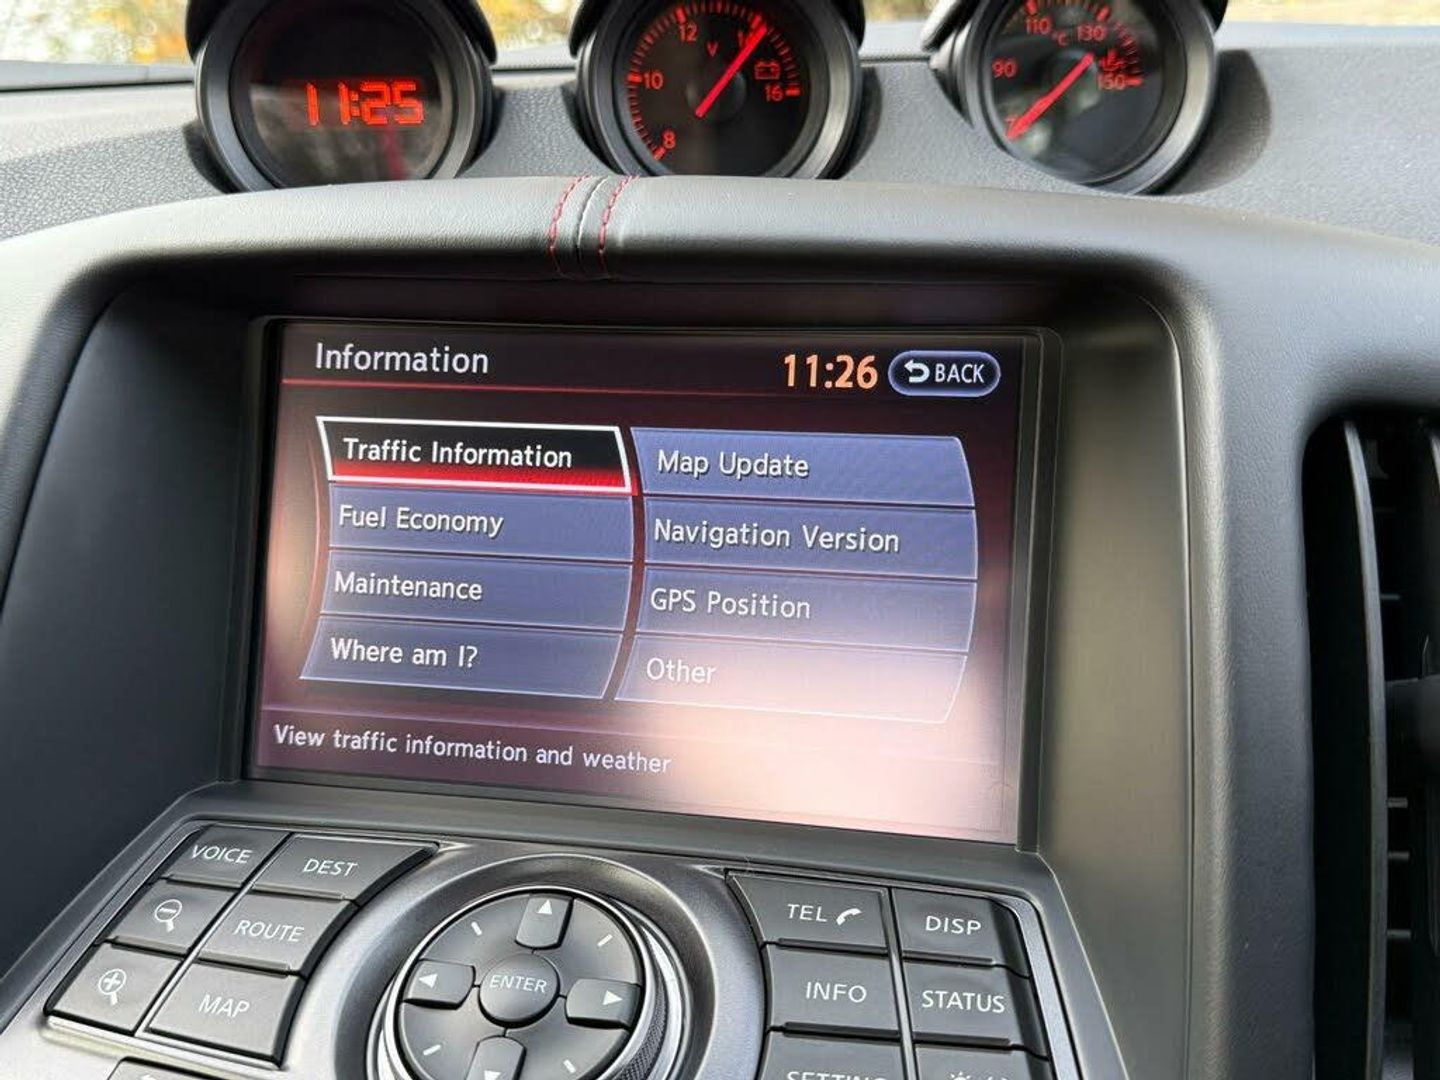 11:25
12
V
10
16
8
110
°C
130
90
150
Information
11:26
BACK
Traffic Information
Map Update
Fuel Economy
Navigation Version
Maintenance
GPS Position
Where am I?
Other
View traffic information and weather
VOICE
DEST
TEL
DISP
ROUTE
ENTER
INFO
STATUS
MAP